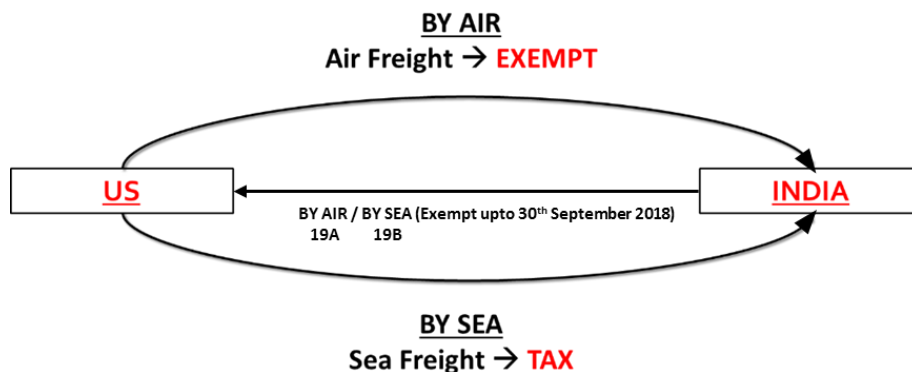 BY AIR
Air Freight → EXEMPT
US
INDIA
BY AIR / BY SEA (Exempt upto 30th September 2018)
19A 19B
BY SEA
Sea Freight → TAX